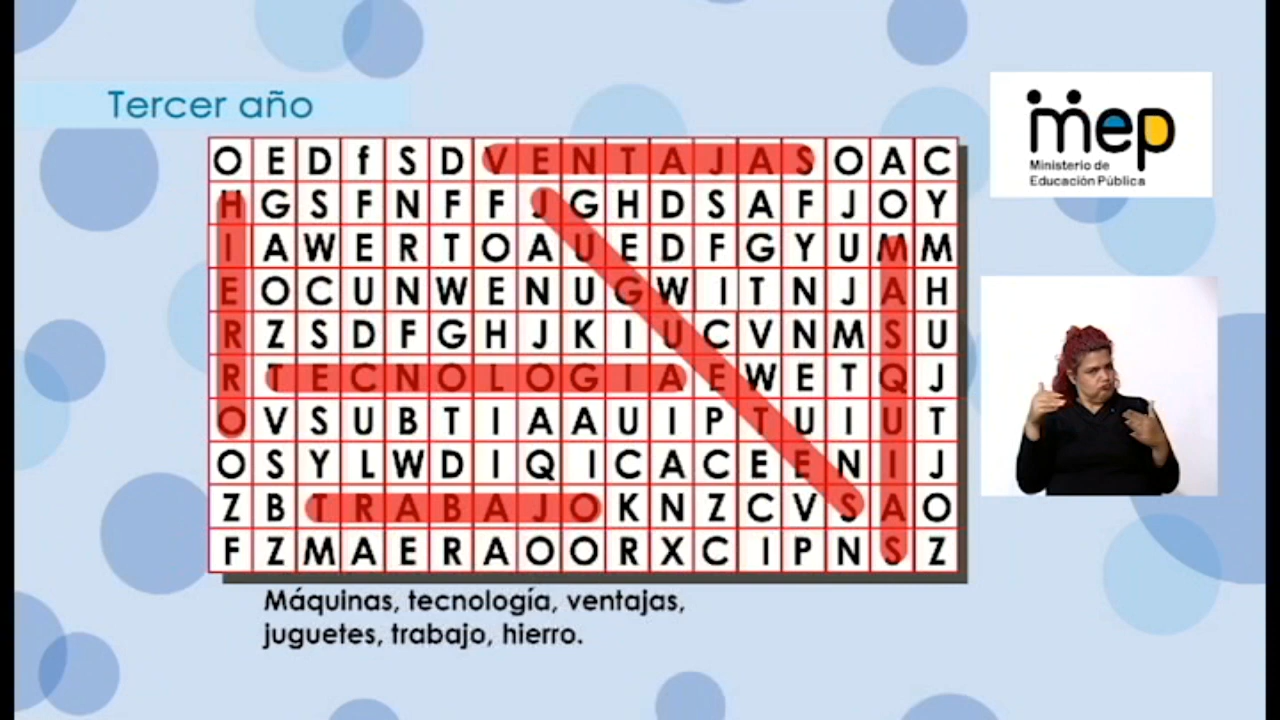 Tercer año
mep
Ministerio de
Educación Pública
O E D f S D V E N T A J A S O A C
H G S F N F F J G H D S A F J O Y
I A W E R T O A U E D F G Y U M M
E O C U N W E N U G W I T N J A H
R Z S D F G H J K I U C V N M S U
R T E C N O L O G I A E W E T Q J
O V S U B T I A A U I P T U I U T
O S Y L W D I Q I C A C E E N I J
Z B T R A B A J O K N Z C V S A O
F Z M A E R A O O R X C I P N S Z
Máquinas, tecnología, ventajas,
juguetes, trabajo, hierro.